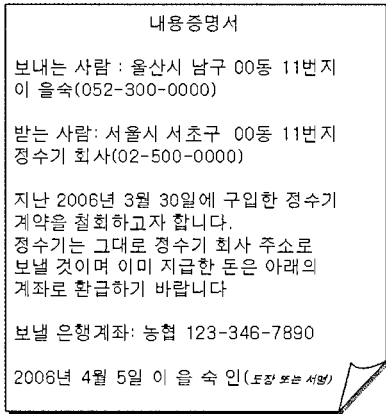 내용증명서
보내는 사람 : 울산시 남구 00동 11번지
이 을숙(052-300-0000)
받는 사람: 서울시 서초구 00동 11번지
정수기 회사(02-500-0000)
지난 2006년 3월 30일에 구입한 정수기
계약을 철회하고자 합니다.
정수기는 그대로 정수기 회사 주소로
보낼 것이며 이미 지급한 돈은 아래의
계좌로 환급하기 바랍니다
보낼 은행계좌: 농협 123-346-7890
2006년 4월 5일 이 을 숙 인(도장 또는 서명)